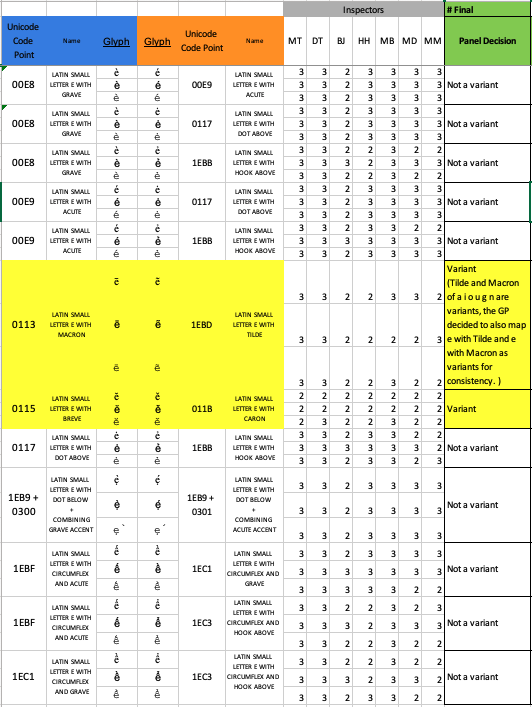 Inspectors # Final
Unicode Code Point Name Glyph Glyph Unicode Code Point Name MT DT BJ HH MB MD MM Panel Decision
00E8 LATIN SMALL LETTER E WITH GRAVE è é 00E9 LATIN SMALL LETTER E WITH ACUTE Not a variant
3 3 2 3 3 3 3
3 3 2 3 3 3 3
3 3 2 3 3 3 3
00E8 LATIN SMALL LETTER E WITH GRAVE è ė 0117 LATIN SMALL LETTER E WITH DOT ABOVE Not a variant
3 3 2 3 3 3 3
3 3 2 3 3 3 3
3 3 2 3 3 3 3
00E8 LATIN SMALL LETTER E WITH GRAVE è ẻ 1EBB LATIN SMALL LETTER E WITH HOOK ABOVE Not a variant
3 3 2 3 3 2 2
3 3 3 2 3 2 3
3 3 2 3 3 2 2
00E9 LATIN SMALL LETTER E WITH ACUTE é ė 0117 LATIN SMALL LETTER E WITH DOT ABOVE Not a variant
3 3 2 3 3 3 3
3 3 2 3 3 3 3
3 3 2 3 3 3 3
00E9 LATIN SMALL LETTER E WITH ACUTE é ẻ 1EBB LATIN SMALL LETTER E WITH HOOK ABOVE Not a variant
3 3 2 3 2 2 2
3 3 3 3 3 3 3
3 3 2 3 3 2 2
0113 LATIN SMALL LETTER E WITH MACRON ē ẽ 1EBD LATIN SMALL LETTER E WITH TILDE
3 3 2 2 3 3 2
3 3 2 2 2 2 3
3 3 2 2 3 2 2
Variant
(Tilde and Macron
of a i o u g n are
variants, the GP
decided to also map
e with Tilde and e
with Macron as
variants for
consistency. )
0115 LATIN SMALL LETTER E WITH BREVE ĕ ě 011B LATIN SMALL LETTER E WITH CARON Variant
2 2 2 2 2 2 2
2 2 2 2 2 2 2
2 3 2 2 3 2 2
0117 LATIN SMALL LETTER E WITH DOT ABOVE ė ẻ 1EBB LATIN SMALL LETTER E WITH HOOK ABOVE Not a variant
3 3 2 3 3 2 2
3 3 3 3 3 2 3
3 3 2 3 3 2 3
1EB9 + 0300 LATIN SMALL LETTER E WITH DOT BELOW + COMBINING GRAVE ACCENT ẹ̀ ẹ́ 1EB9 + 0301 LATIN SMALL LETTER E WITH DOT BELOW + COMBINING ACUTE ACCENT Not a variant
3 3 2 3 3 3 3
3 3 3 3 3 3 3
3 3 2 3 3 2 2
1EBF LATIN SMALL LETTER E WITH CIRCUMFLEX AND ACUTE ế ề 1EC1 LATIN SMALL LETTER E WITH CIRCUMFLEX AND GRAVE Not a variant
3 3 2 2 3 3 3
3 3 3 3 3 2 3
3 3 3 3 3 2 2
1EBF LATIN SMALL LETTER E WITH CIRCUMFLEX AND ACUTE ế ể 1EC3 LATIN SMALL LETTER E WITH CIRCUMFLEX AND HOOK ABOVE Not a variant
3 3 2 2 3 2 3
3 3 3 2 3 2 3
3 3 2 3 3 2 2
1EC1 LATIN SMALL LETTER E WITH CIRCUMFLEX AND GRAVE ề ể 1EC3 LATIN SMALL LETTER E WITH CIRCUMFLEX AND HOOK ABOVE Not a variant
3 3 2 2 3 2 2
3 3 3 2 3 2 3
3 3 2 3 3 2 2